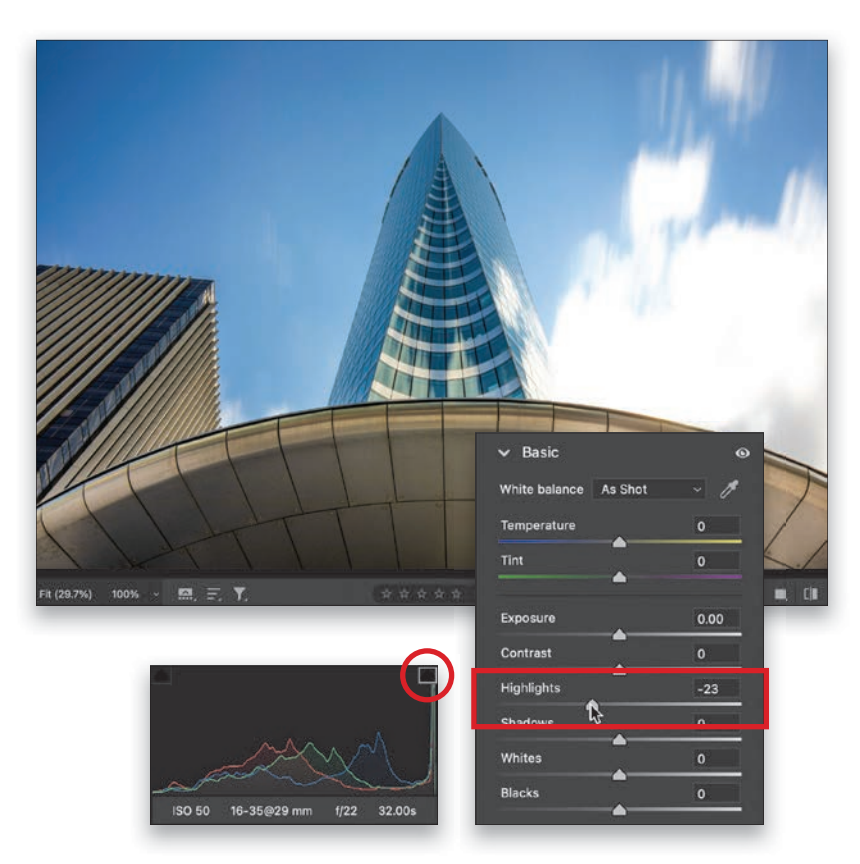 Basic
White balance As Shot
Temperature 0
Tint 0
Fit (29.7%) 100%
Exposure 0.00
Contrast 0
Highlights -23
Shadows 0
Whites 0
Blacks 0
ISO 50 16-35@29 mm f/22 32.00s